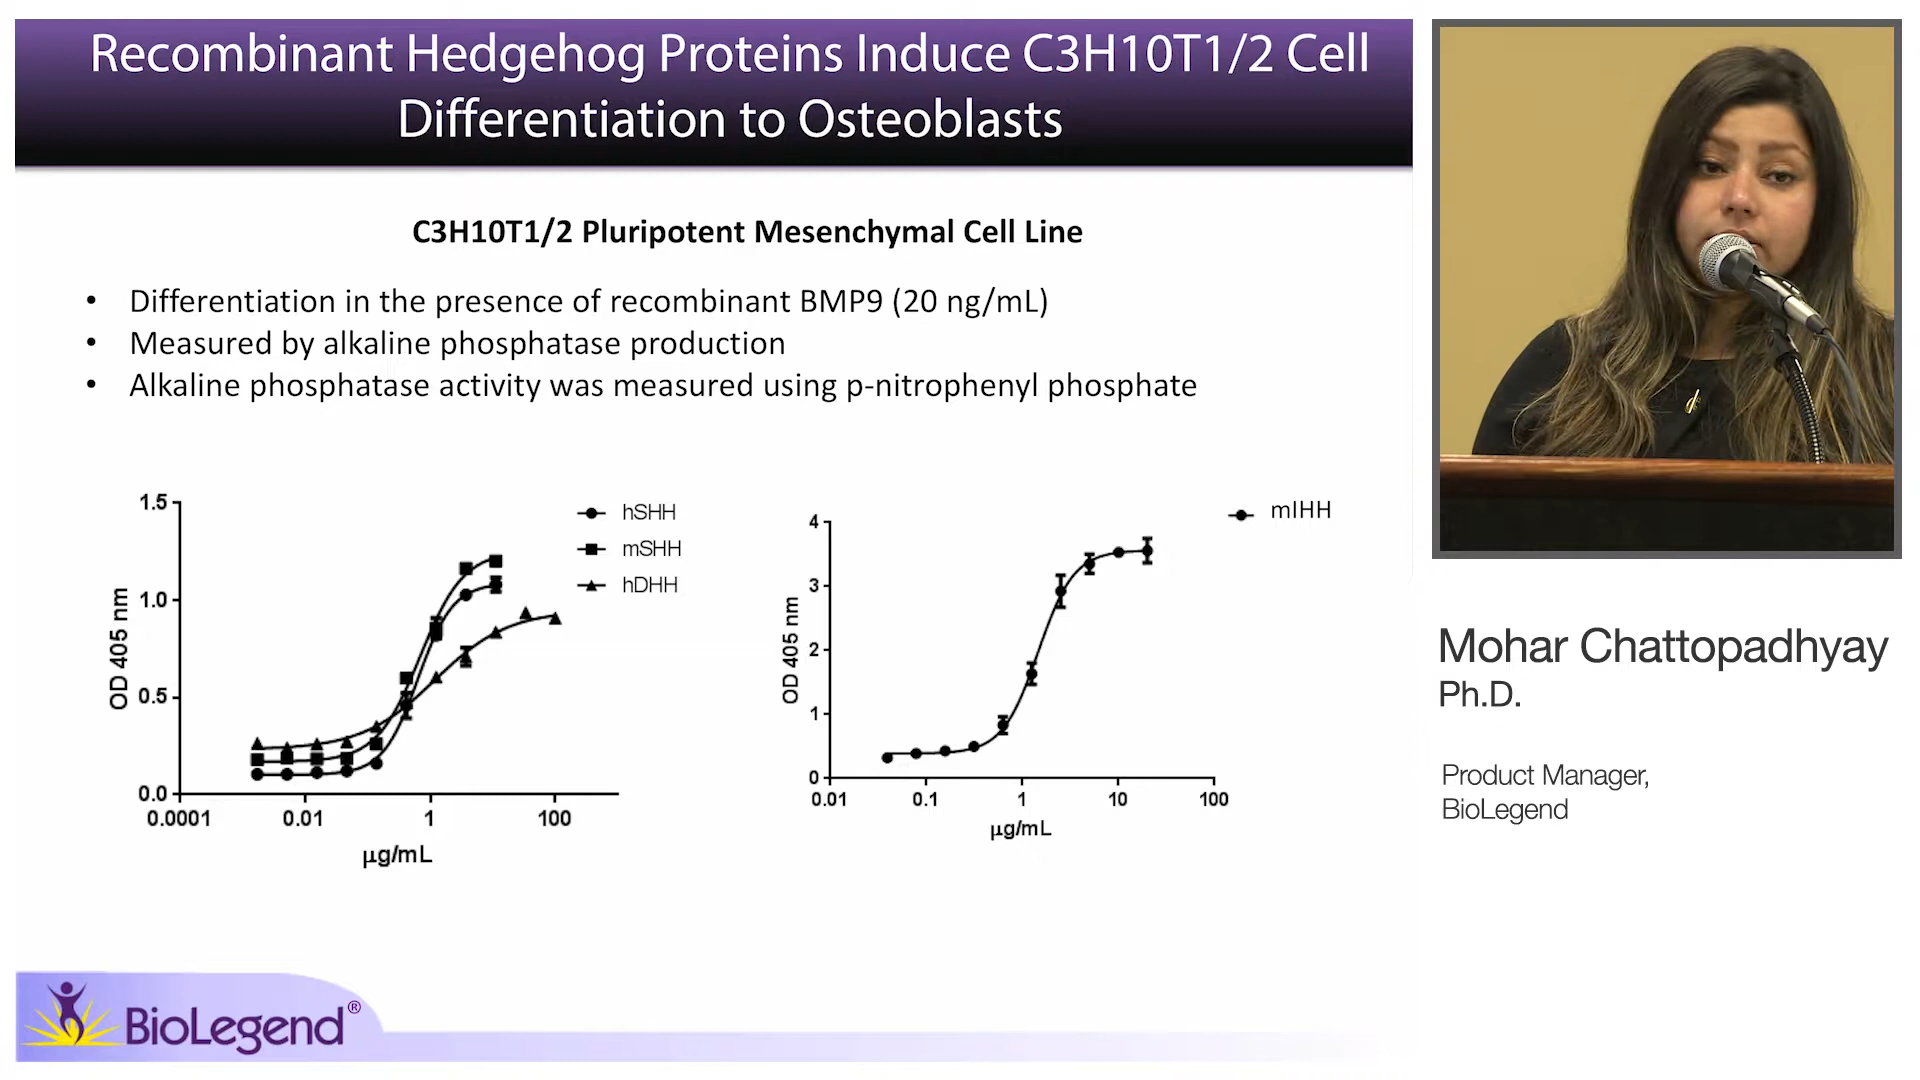 Recombinant Hedgehog Proteins Induce C3H10T1/2 Cell
Differentiation to Osteoblasts
C3H10T1/2 Pluripotent Mesenchymal Cell Line
• Differentiation in the presence of recombinant BMP9 (20 ng/mL)
• Measured by alkaline phosphatase production
• Alkaline phosphatase activity was measured using p-nitrophenyl phosphate
1.5
1.0
0.5
0.0
OD 405 nm
0.0001 0.01 1 100
µg/mL
hSHH
mSHH
hDHH
4
3
2
1
0
OD 405 nm
0.01 0.1 1 10 100
µg/mL
mIHH
BioLegend®
Mohar Chattopadhyay
Ph.D.
Product Manager,
BioLegend